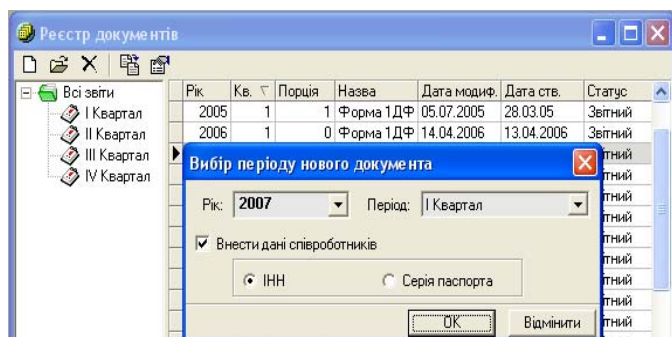 Реєстр документів
Всі звіти
І Квартал
ІІ Квартал
ІІІ Квартал
IV Квартал
Рік Кв. Порція Назва Дата модиф. Дата ств. Статус
2005 1 1 Форма 1ДФ 05.07.2005 28.03.05 Звітний
2006 1 0 Форма 1ДФ 14.04.2006 13.04.2006 Звітний
Вибір періоду нового документа
Рік: 2007 Період: І Квартал
Внести дані співробітників
ІНН Серія паспорта
OK Відмінити